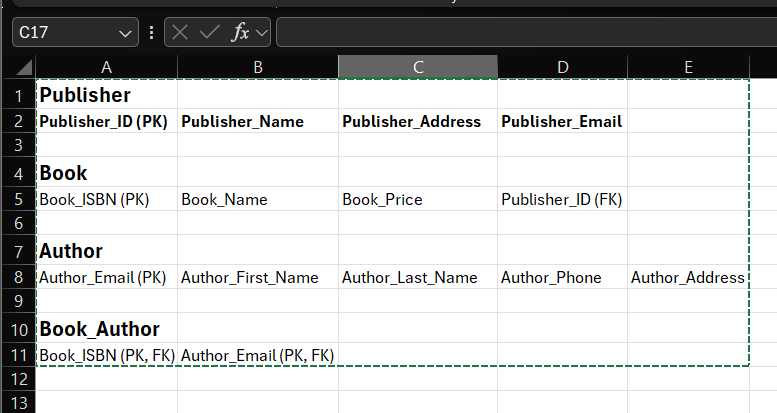 C17 fx
A B C D E
1 Publisher
2 Publisher_ID (PK) Publisher_Name Publisher_Address Publisher_Email
3
4 Book
5 Book_ISBN (PK) Book_Name Book_Price Publisher_ID (FK)
6
7 Author
8 Author_Email (PK) Author_First_Name Author_Last_Name Author_Phone Author_Address
9
10 Book_Author
11 Book_ISBN (PK, FK) Author_Email (PK, FK)
12
13